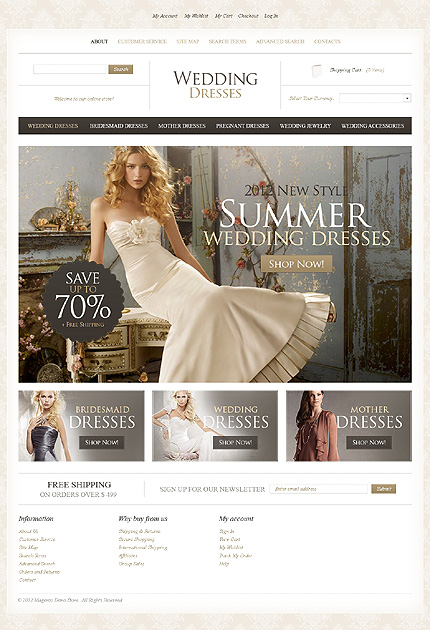 My Account My Wishlist My Cart Checkout Log In
ABOUT CUSTOMER SERVICE SITE MAP SEARCH TERMS ADVANCED SEARCH CONTACTS
Search
WEDDING
DRESSES
Shopping Cart (0 items)
Welcome to our online store!
Select Your Currency:
WEDDING DRESSES BRIDESMAID DRESSES MOTHER DRESSES PREGNANT DRESSES WEDDING JEWELRY WEDDING ACCESSORIES
2012 NEW STYLE
SUMMER
WEDDING DRESSES
SHOP NOW!
SAVE
UP TO
70%
+ FREE SHIPPING
BRIDESMAID
DRESSES
SHOP NOW!
WEDDING
DRESSES
SHOP NOW!
MOTHER
DRESSES
SHOP NOW!
FREE SHIPPING
ON ORDERS OVER $ 499
SIGN UP FOR OUR NEWSLETTER
Enter email address
Submit
Information
About Us
Customer Service
Site Map
Search Terms
Advanced Search
Orders and Returns
Contact
Why buy from us
Shipping & Returns
Secure Shopping
International Shipping
Affiliates
Group Sales
My account
Sign In
View Cart
My Wishlist
Track My Order
Help
© 2012 Magento Demo Store. All Rights Reserved.